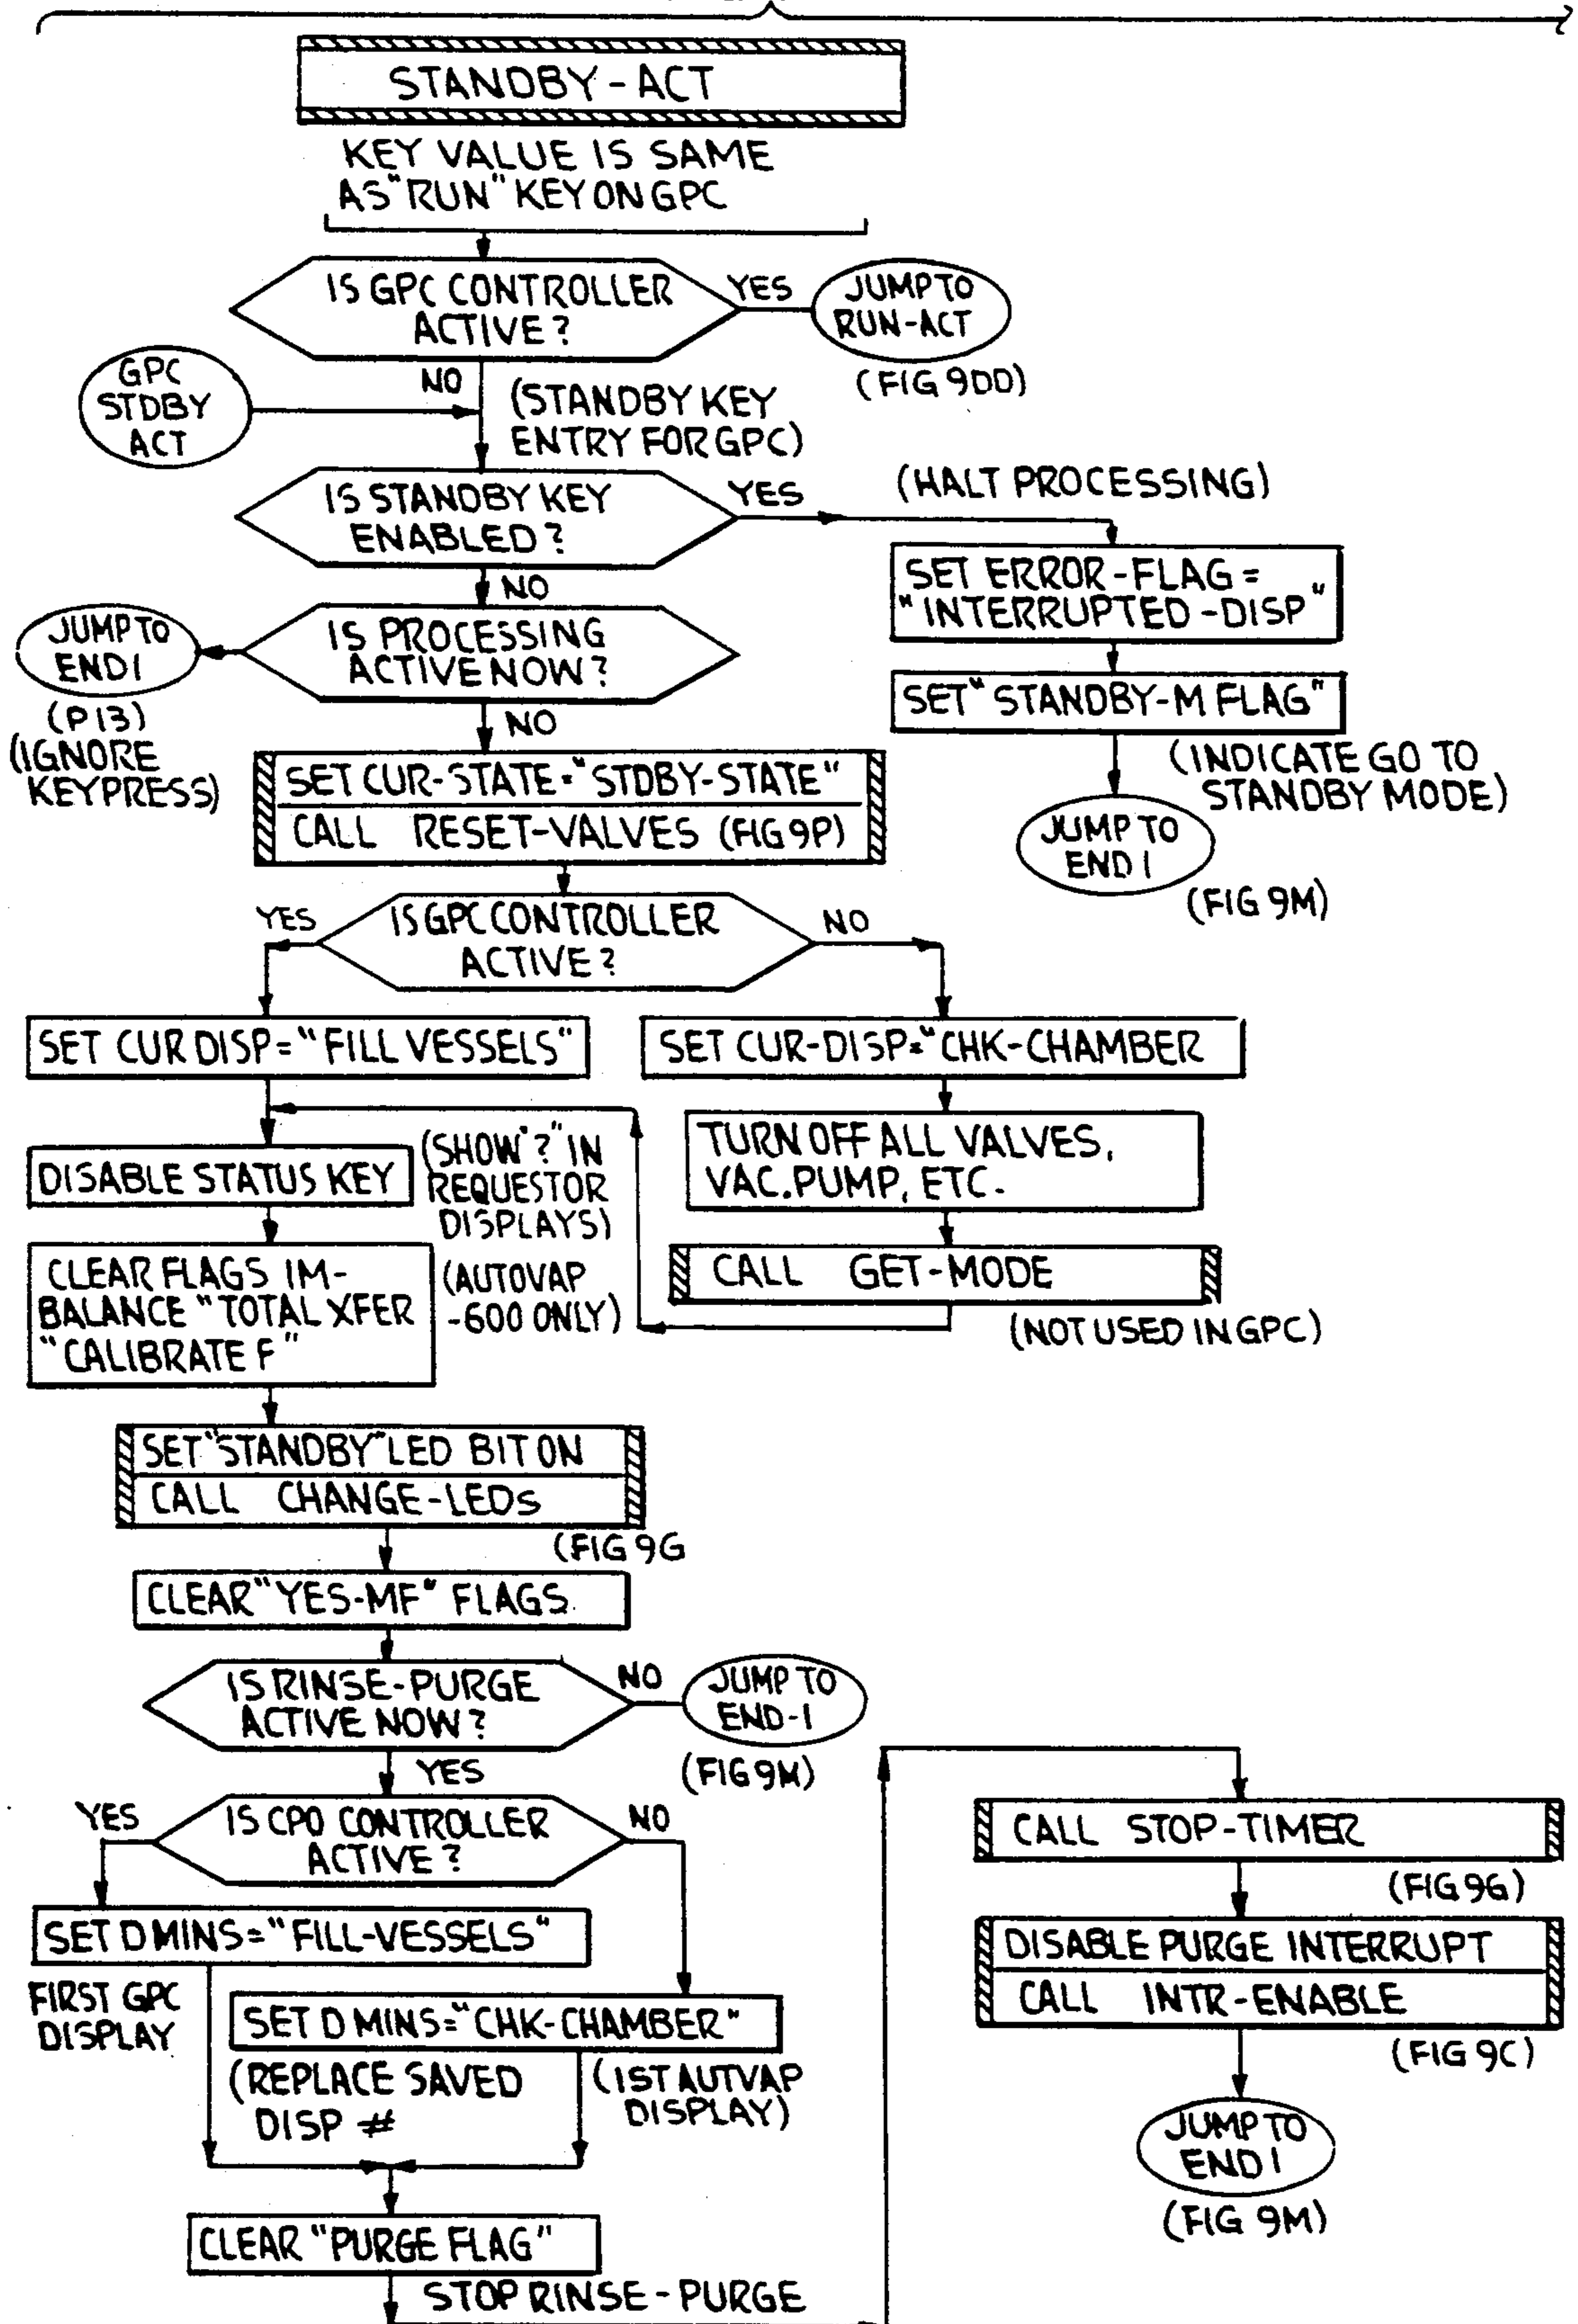 STANDBY-ACT
KEY VALUE IS SAME
AS "RUN" KEY ON GPC
IS GPC CONTROLLER
ACTIVE?
YES
JUMP TO
RUN-ACT
(FIG 9DD)
NO
GPC
STDBY
ACT
(STANDBY KEY
ENTRY FOR GPC)
IS STANDBY KEY
ENABLED?
YES
(HALT PROCESSING)
SET ERROR-FLAG =
"INTERRUPTED-DISP"
SET "STANDBY-M FLAG"
(INDICATE GO TO
STANDBY MODE)
JUMP TO
END 1
(FIG 9M)
NO
IS PROCESSING
ACTIVE NOW?
JUMP TO
END 1
(P 13)
(IGNORE
KEYPRESS)
NO
SET CUR-STATE = "STDBY-STATE"
CALL RESET-VALVES (FIG 9P)
IS GPC CONTROLLER
ACTIVE?
YES
NO
SET CUR DISP = "FILL VESSELS"
SET CUR-DISP = "CHK-CHAMBER
TURN OFF ALL VALVES,
VAC. PUMP, ETC.
CALL GET-MODE
(NOT USED IN GPC)
DISABLE STATUS KEY
(SHOW "?" IN
REQUESTOR
DISPLAYS)
CLEAR FLAGS IM-
BALANCE "TOTAL XFER
"CALIBRATE F"
(AUTOVAP
-600 ONLY)
SET "STANDBY" LED BIT ON
CALL CHANGE-LEDs
(FIG 9G
CLEAR "YES-MF" FLAGS
IS RINSE-PURGE
ACTIVE NOW?
NO
JUMP TO
END-1
(FIG 9M)
YES
IS CPO CONTROLLER
ACTIVE?
YES
NO
SET D MINS = "FILL-VESSELS"
FIRST GPC
DISPLAY
SET D MINS = "CHK-CHAMBER"
(REPLACE SAVED
DISP #
(1ST AUTVAP
DISPLAY)
CLEAR "PURGE FLAG"
STOP RINSE-PURGE
CALL STOP-TIMER
(FIG 9G)
DISABLE PURGE INTERRUPT
CALL INTR-ENABLE
(FIG 9C)
JUMP TO
END 1
(FIG 9M)